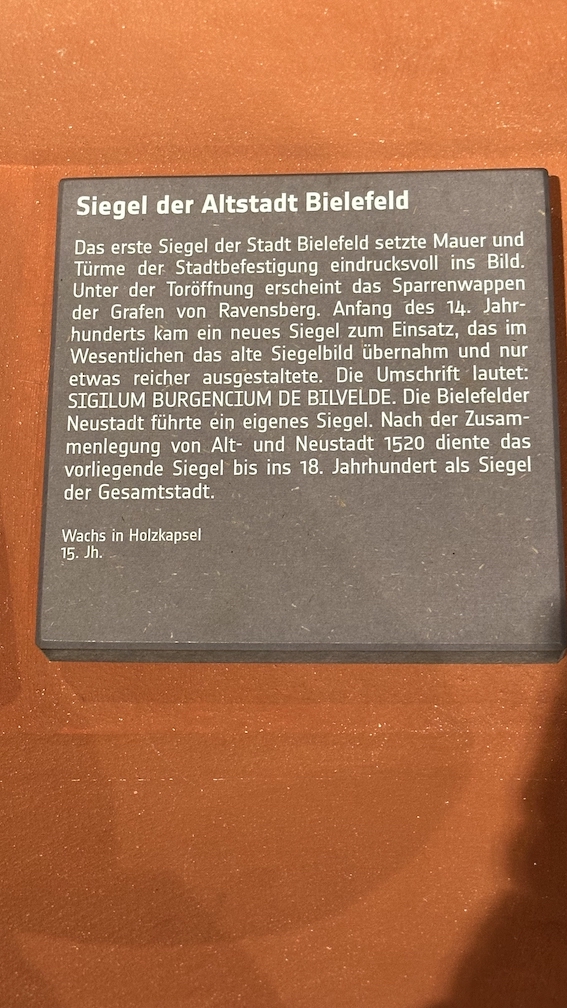 Siegel der Altstadt Bielefeld
Das erste Siegel der Stadt Bielefeld setzte Mauer und
Türme der Stadtbefestigung eindrucksvoll ins Bild.
Unter der Toröffnung erscheint das Sparrenwappen
der Grafen von Ravensberg. Anfang des 14. Jahr-
hunderts kam ein neues Siegel zum Einsatz, das im
Wesentlichen das alte Siegelbild übernahm und nur
etwas reicher ausgestaltete. Die Umschrift lautet:
SIGILUM BURGENCIUM DE BILVELDE. Die Bielefelder
Neustadt führte ein eigenes Siegel. Nach der Zusam-
menlegung von Alt- und Neustadt 1520 diente das
vorliegende Siegel bis ins 18. Jahrhundert als Siegel
der Gesamtstadt.
Wachs in Holzkapsel
15. Jh.